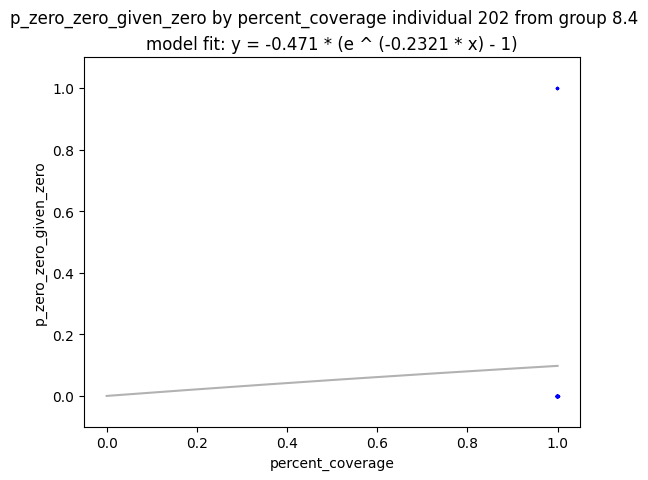 p_zero_zero_given_zero by percent_coverage individual 202 from group 8.4
model fit: y = -0.471 * (e ^ (-0.2321 * x) - 1)
p_zero_zero_given_zero
1.0
0.8
0.6
0.4
0.2
0.0
0.0 0.2 0.4 0.6 0.8 1.0
percent_coverage